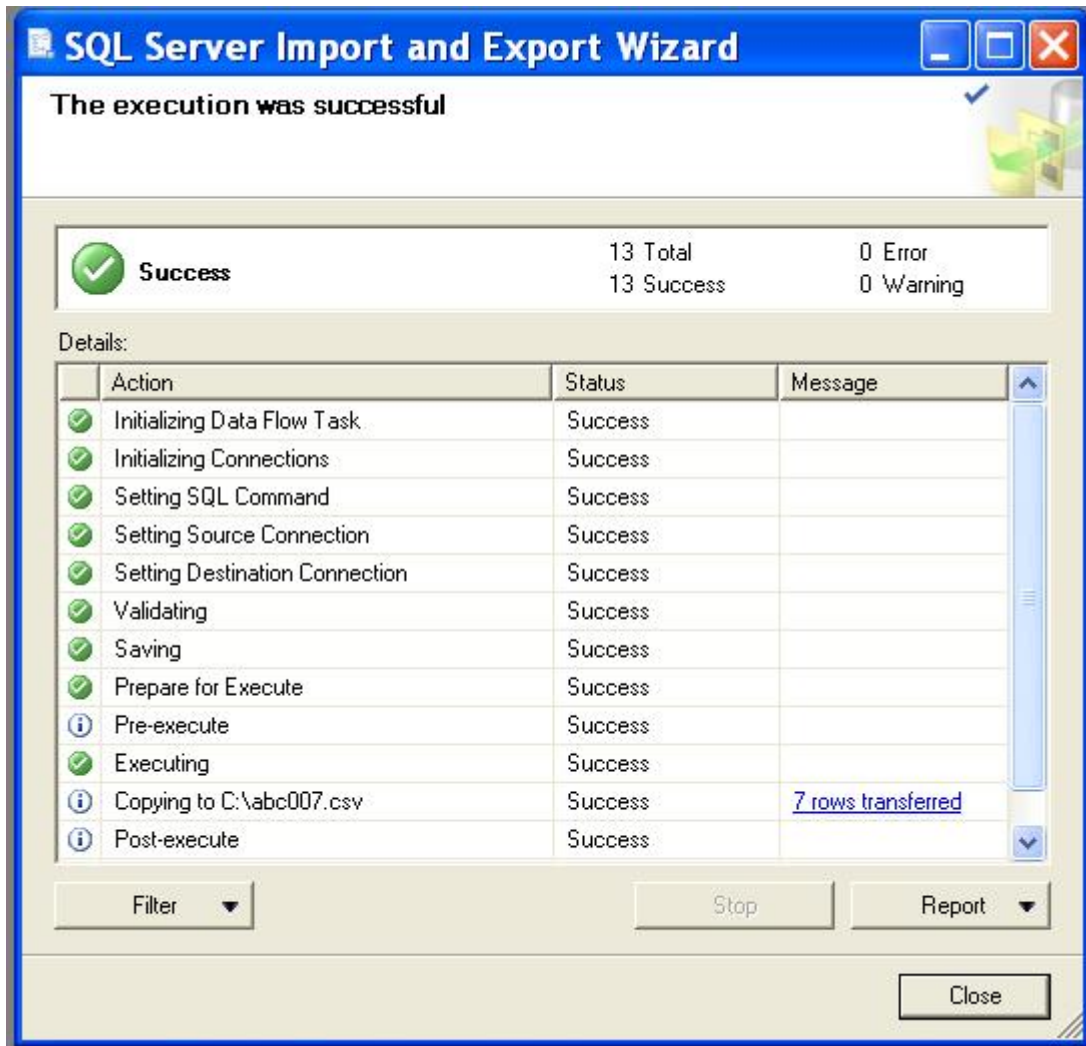 SQL Server Import and Export Wizard
The execution was successful
Success
13 Total 0 Error
13 Success 0 Warning
Details:
Action Status Message
Initializing Data Flow Task Success
Initializing Connections Success
Setting SQL Command Success
Setting Source Connection Success
Setting Destination Connection Success
Validating Success
Saving Success
Prepare for Execute Success
Pre-execute Success
Executing Success
Copying to C:\abc007.csv Success 7 rows transferred
Post-execute Success
Filter Stop Report
Close